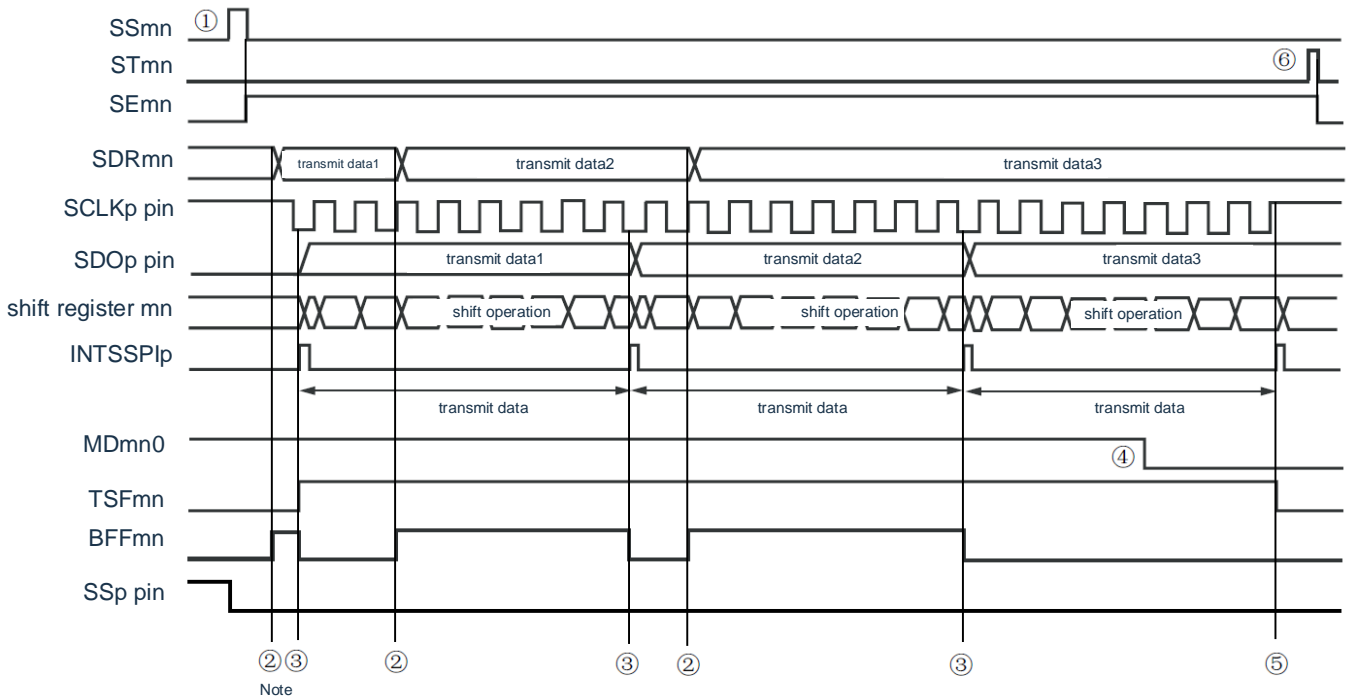 SSmn
①
STmn
⑥
SEmn
SDRmn
transmit data1
transmit data2
transmit data3
SCLKp pin
SDOp pin
transmit data1
transmit data2
transmit data3
shift register mn
shift operation
shift operation
shift operation
INTSSPIp
transmit data
transmit data
transmit data
MDmn0
④
TSFmn
BFFmn
SSp pin
② ③ ② ③ ② ③ ⑤
Note